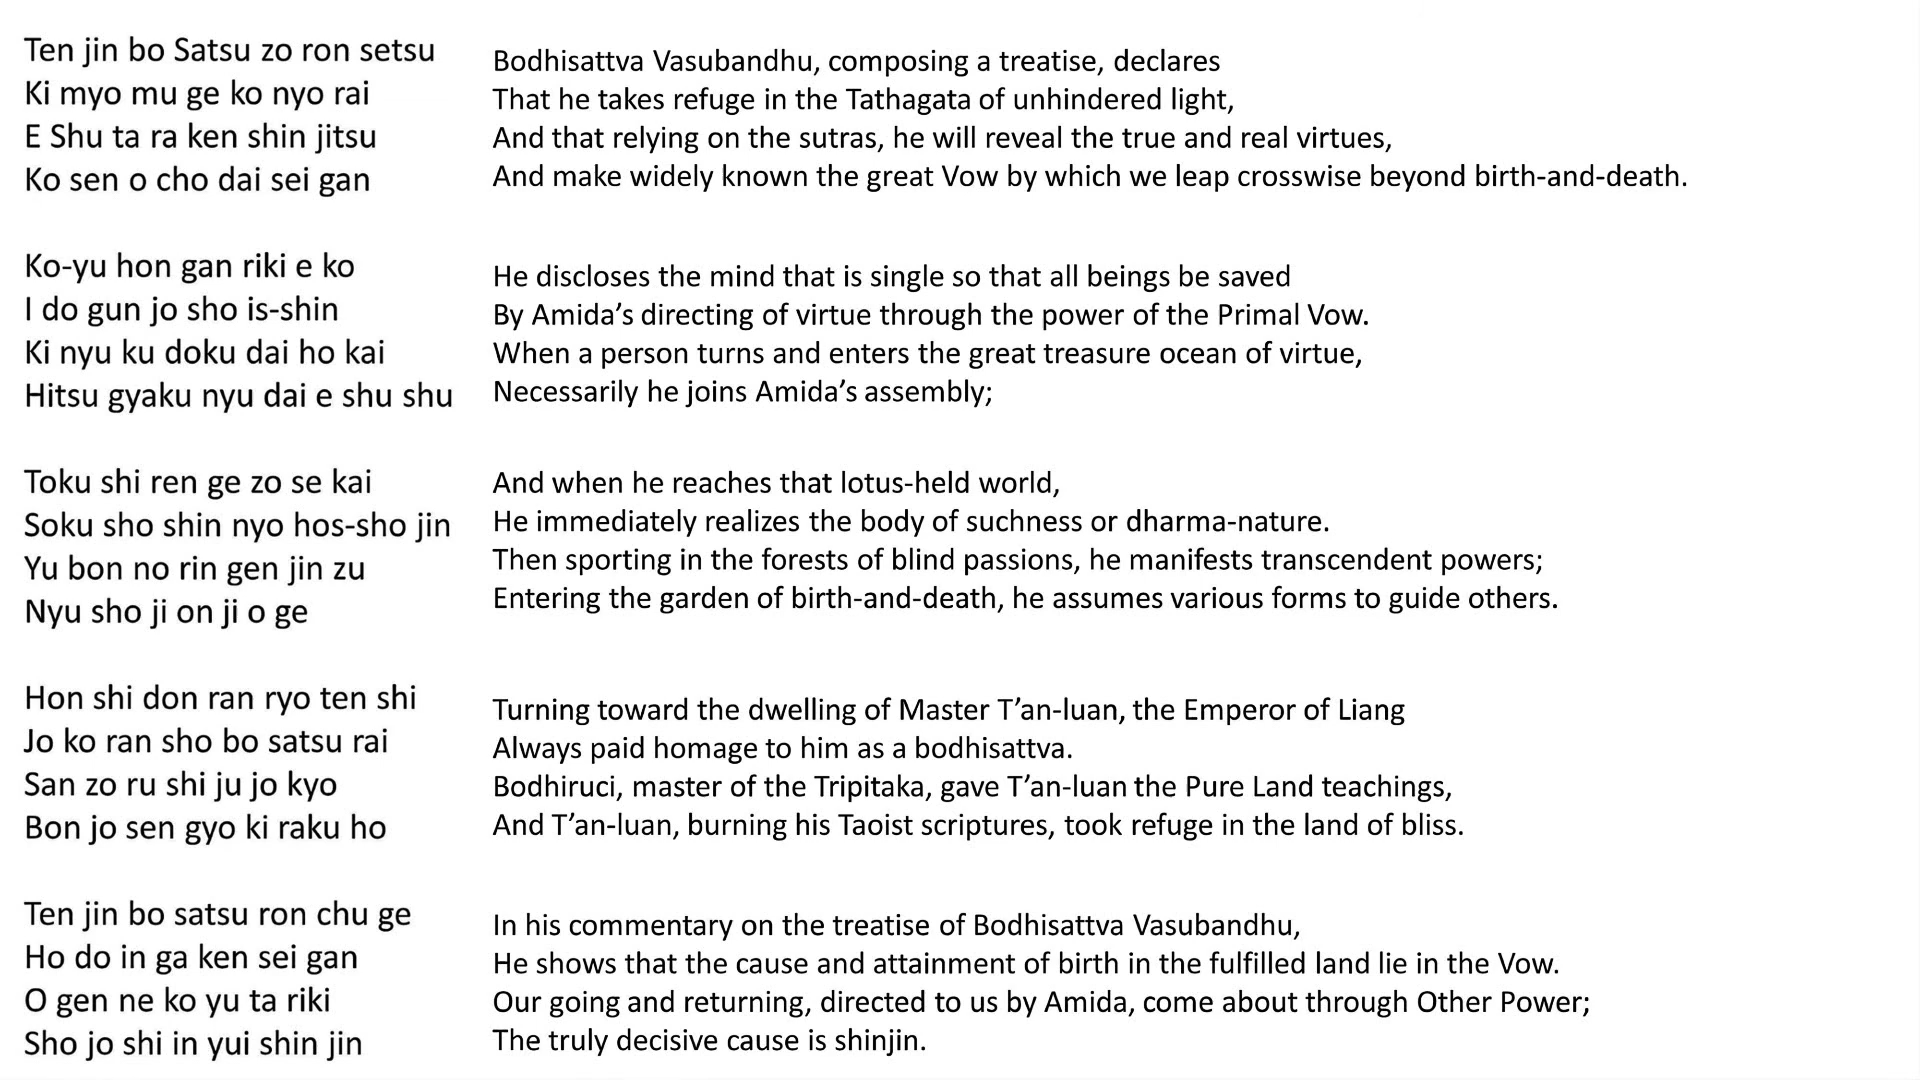 Ten jin bo Satsu zo ron setsu
Ki myo mu ge ko nyo rai
E Shu ta ra ken shin jitsu
Ko sen o cho dai sei gan
Bodhisattva Vasubandhu, composing a treatise, declares
That he takes refuge in the Tathagata of unhindered light,
And that relying on the sutras, he will reveal the true and real virtues,
And make widely known the great Vow by which we leap crosswise beyond birth-and-death.
Ko-yu hon gan riki e ko
I do gun jo sho is-shin
Ki nyu ku doku dai ho kai
Hitsu gyaku nyu dai e shu shu
He discloses the mind that is single so that all beings be saved
By Amida’s directing of virtue through the power of the Primal Vow.
When a person turns and enters the great treasure ocean of virtue,
Necessarily he joins Amida’s assembly;
Toku shi ren ge zo se kai
Soku sho shin nyo hos-sho jin
Yu bon no rin gen jin zu
Nyu sho ji on ji o ge
And when he reaches that lotus-held world,
He immediately realizes the body of suchness or dharma-nature.
Then sporting in the forests of blind passions, he manifests transcendent powers;
Entering the garden of birth-and-death, he assumes various forms to guide others.
Hon shi don ran ryo ten shi
Jo ko ran sho bo satsu rai
San zo ru shi ju jo kyo
Bon jo sen gyo ki raku ho
Turning toward the dwelling of Master T’an-luan, the Emperor of Liang
Always paid homage to him as a bodhisattva.
Bodhiruci, master of the Tripitaka, gave T’an-luan the Pure Land teachings,
And T’an-luan, burning his Taoist scriptures, took refuge in the land of bliss.
Ten jin bo satsu ron chu ge
Ho do in ga ken sei gan
O gen ne ko yu ta riki
Sho jo shi in yui shin jin
In his commentary on the treatise of Bodhisattva Vasubandhu,
He shows that the cause and attainment of birth in the fulfilled land lie in the Vow.
Our going and returning, directed to us by Amida, come about through Other Power;
The truly decisive cause is shinjin.